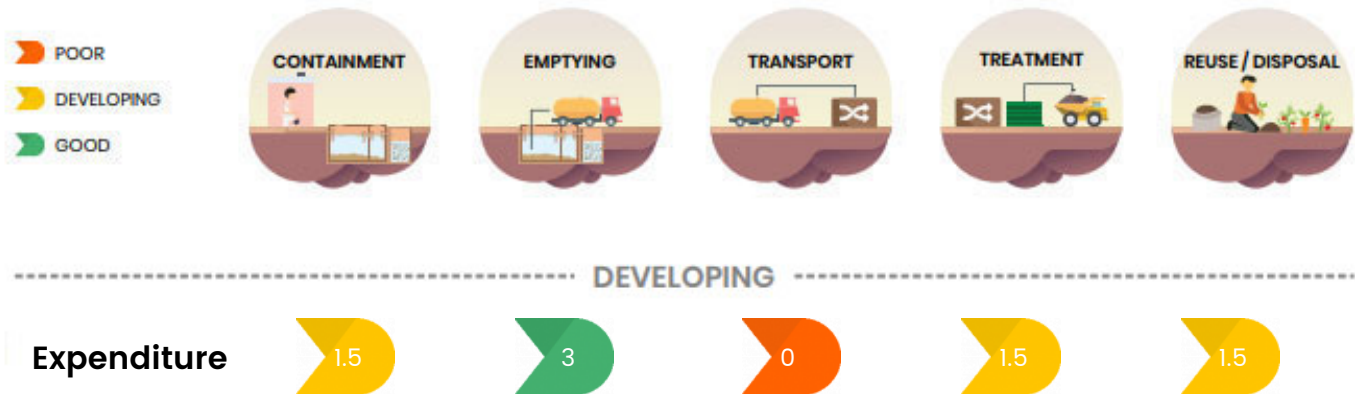 POOR
DEVELOPING
GOOD
CONTAINMENT
EMPTYING
TRANSPORT
TREATMENT
REUSE / DISPOSAL
DEVELOPING
Expenditure
1.5
3
0
1.5
1.5